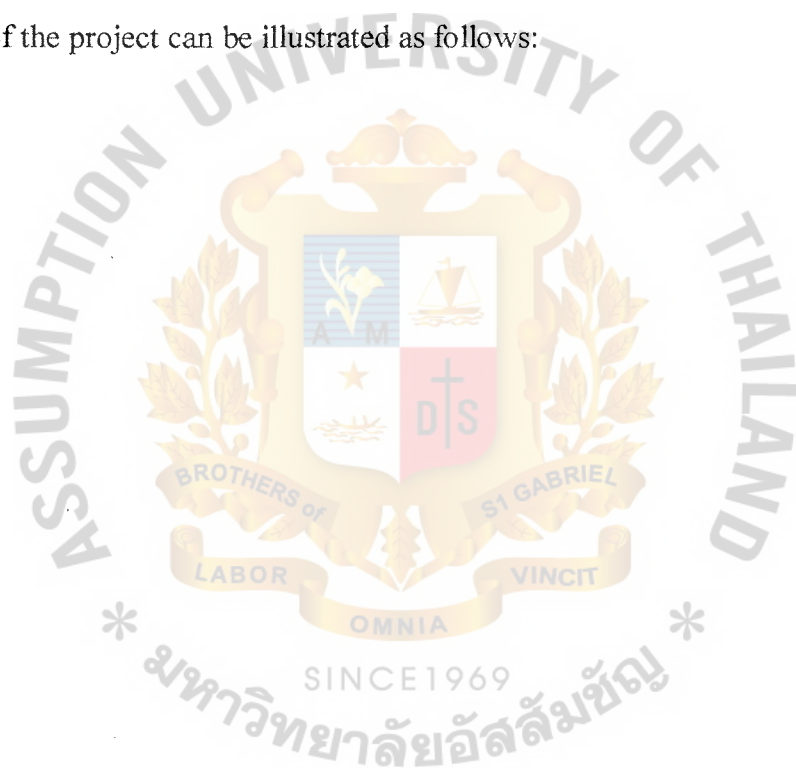 f the project can be illustrated as follows:
ASSUMPTION UNIVERSITY OF THAILAND
A M
D S
BROTHERS of S1 GABRIEL
LABOR VINCIT
OMNIA
* SINCE1969 *
มหาวิทยาลัยอัสสัมชัญ